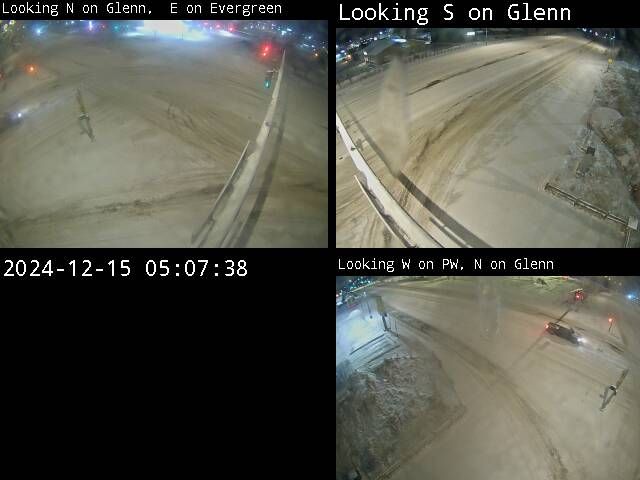 Looking N on Glenn,  E on Evergreen
Looking S on Glenn
2024-12-15 05:07:38
Looking W on PW, N on Glenn